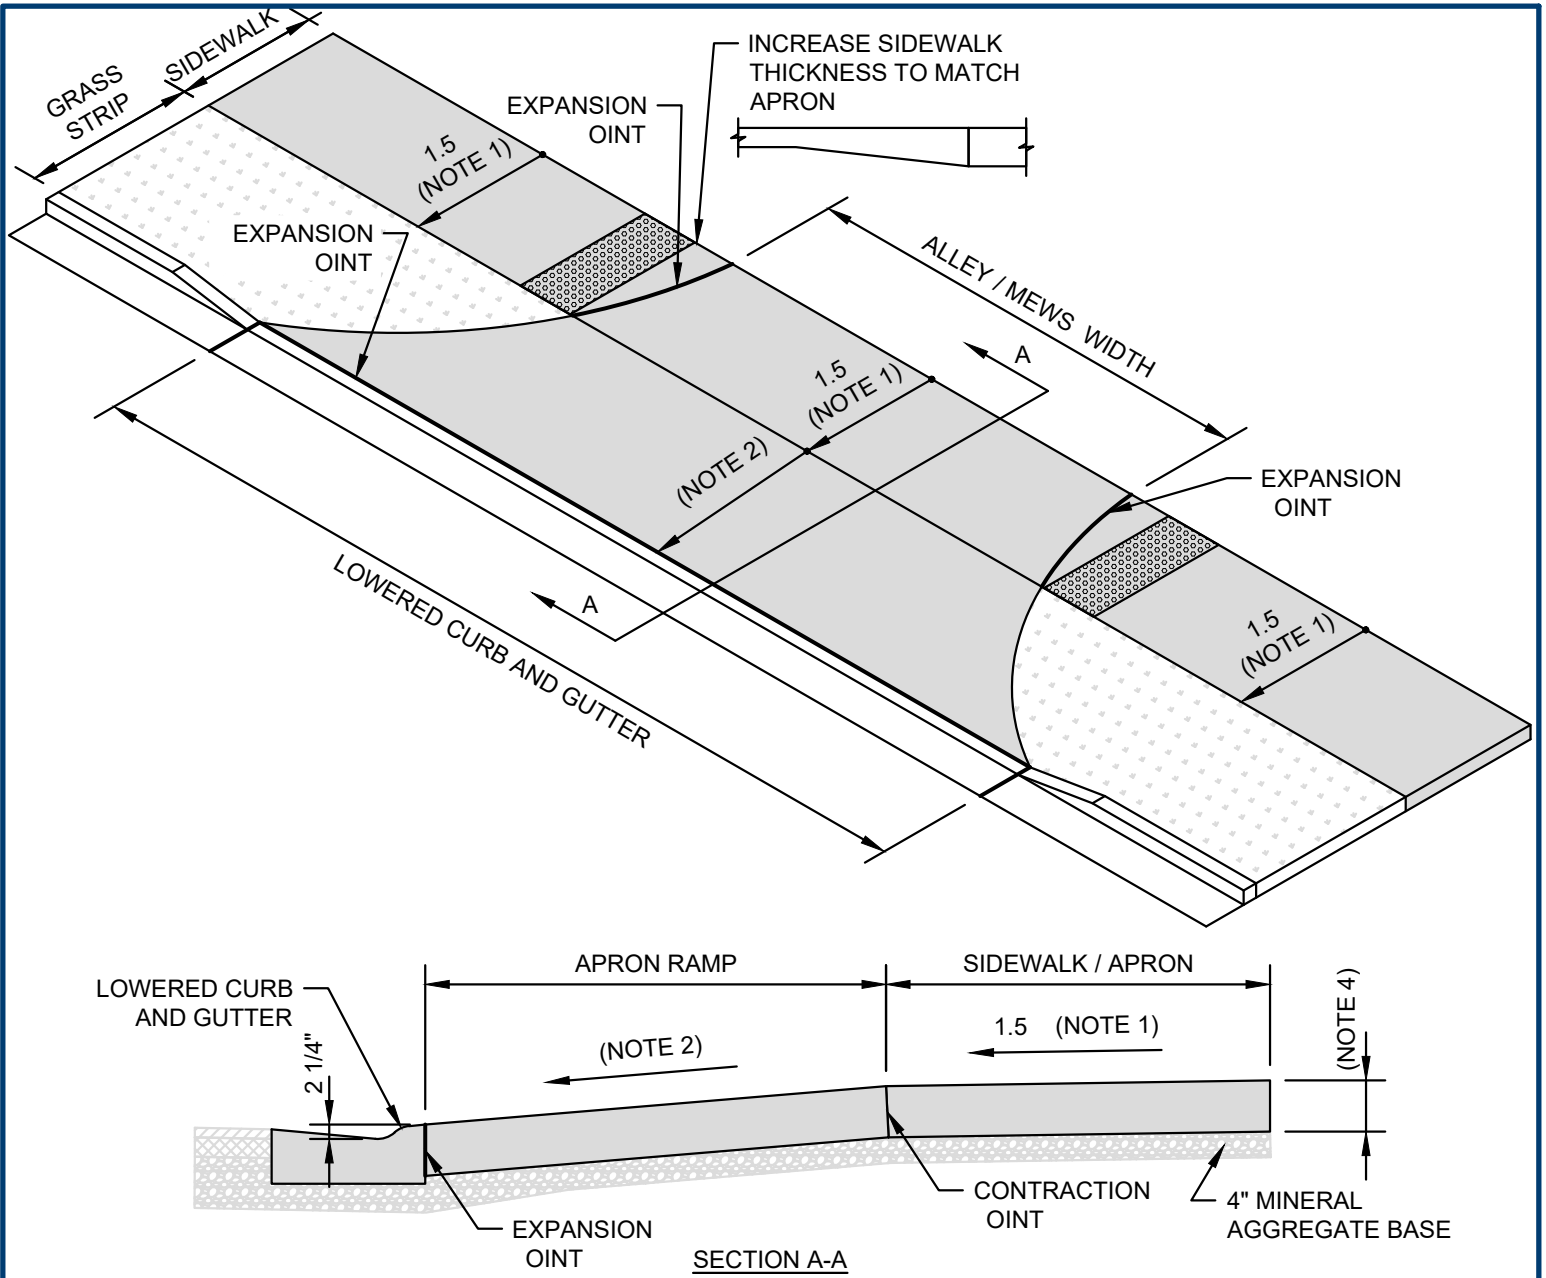 GRASS
STRIP
SIDEWALK
INCREASE SIDEWALK
THICKNESS TO MATCH
APRON
EXPANSION
OINT
1.5
(NOTE 1)
EXPANSION
OINT
ALLEY / MEWS WIDTH
A
1.5
(NOTE 1)
(NOTE 2)
EXPANSION
OINT
A
LOWERED CURB AND GUTTER
1.5
(NOTE 1)
APRON RAMP
SIDEWALK / APRON
LOWERED CURB
AND GUTTER
2 1/4"
(NOTE 2)
1.5 (NOTE 1)
(NOTE 4)
CONTRACTION
OINT
4" MINERAL
AGGREGATE BASE
EXPANSION
OINT
SECTION A-A